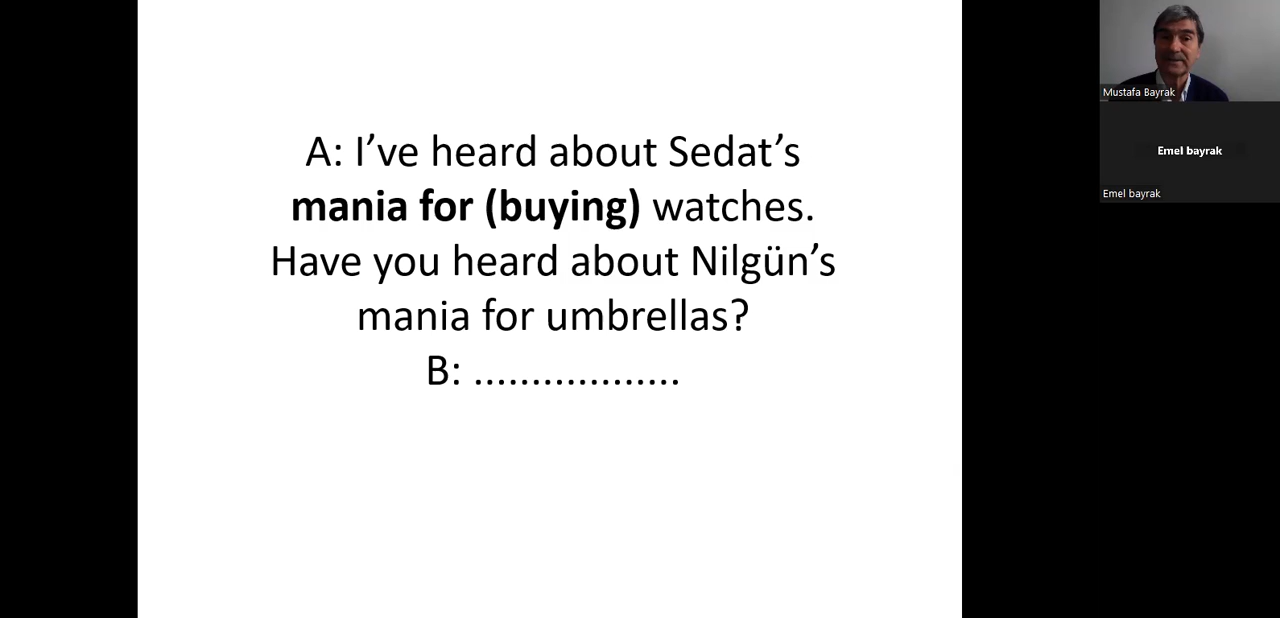 A: I’ve heard about Sedat’s
mania for (buying) watches.
Have you heard about Nilgün’s
mania for umbrellas?
B: ..................
Mustafa Bayrak
Emel bayrak
Emel bayrak